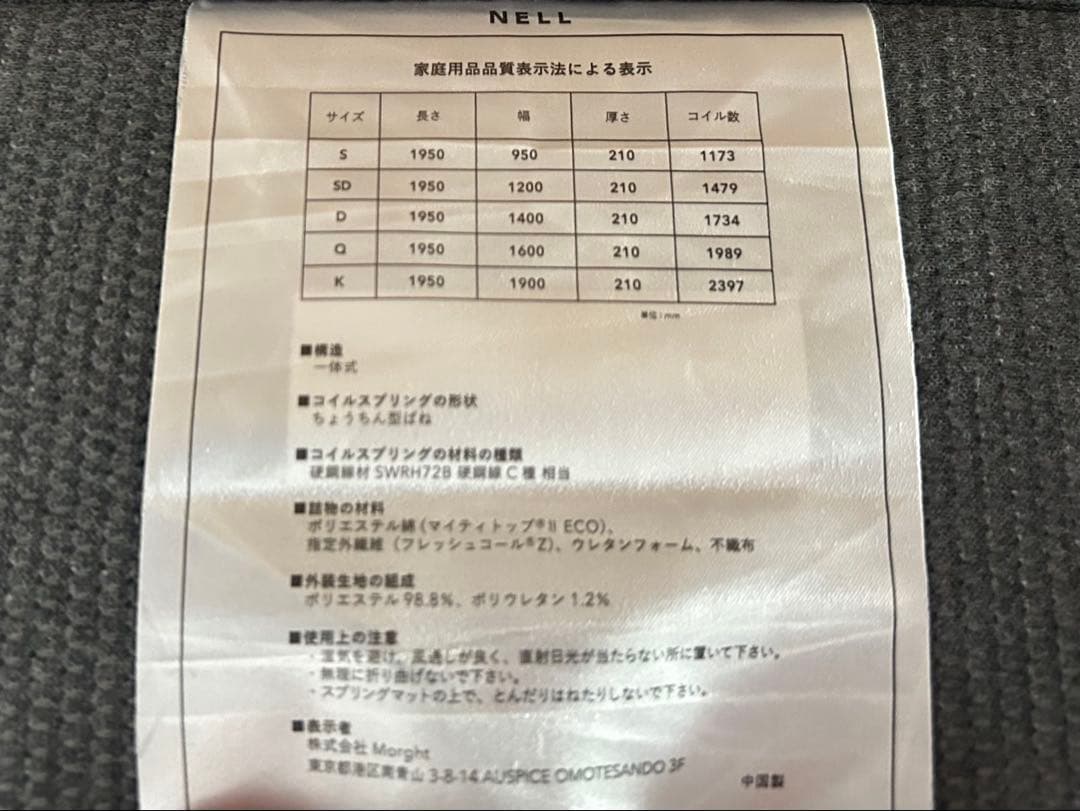 NELL
家庭用品品質表示法による表示
サイズ 長さ 幅 厚さ コイル数
S 1950 950 210 1173
SD 1950 1200 210 1479
D 1950 1400 210 1734
Q 1950 1600 210 1989
K 1950 1900 210 2397
単位:mm
■構造
一体式
■コイルスプリングの形状
ちょうちん型ばね
■コイルスプリングの材料の種類
硬鋼線材 SWRH72B 硬鋼線 C 種 相当
■詰物の材料
ポリエステル綿 (マイティトップ®II ECO)、
指定外繊維 (フレッシュコール®Z)、ウレタンフォーム、不織布
■外装生地の組成
ポリエステル 98.8%、ポリウレタン 1.2%
■使用上の注意
・湿気を避け、風通しが良く、直射日光が当たらない所に置いて下さい。
・無理に折り曲げないで下さい。
・スプリングマットの上で、とんだりはねたりしないで下さい。
■表示者
株式会社 Morght
東京都港区南青山 3-8-14 AUSPICE OMOTESANDO 3F
中国製